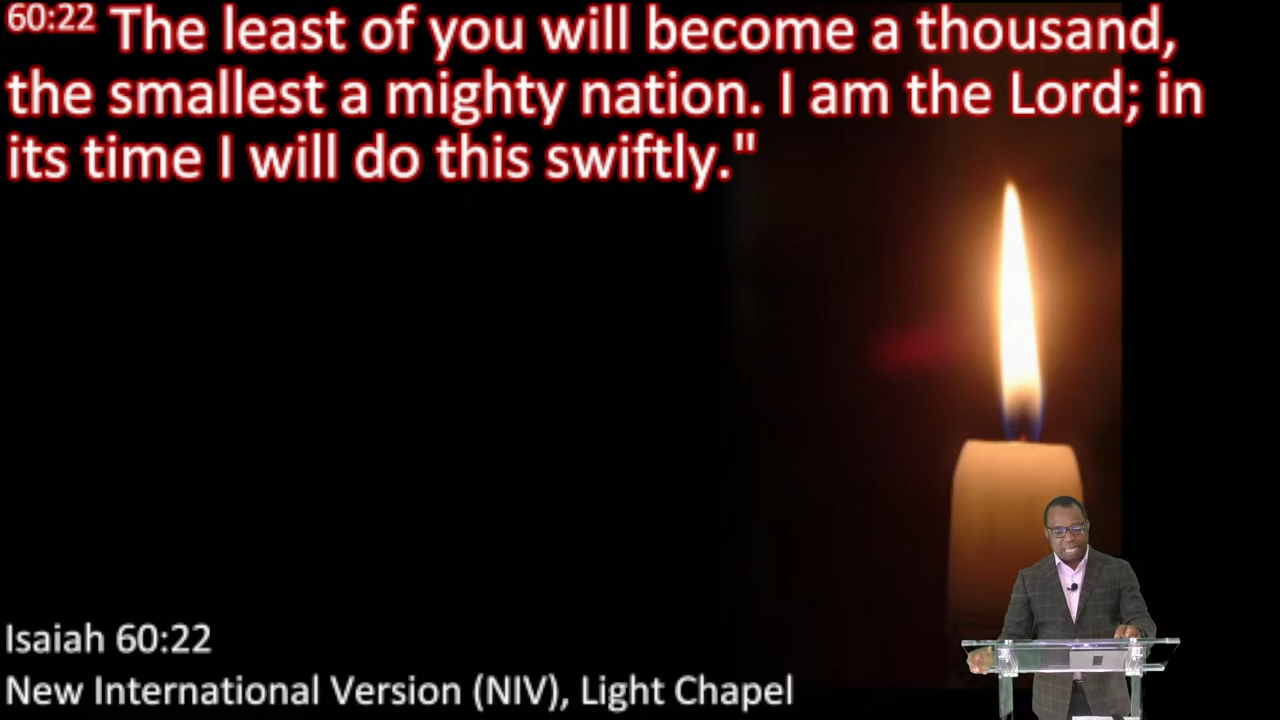 60:22 The least of you will become a thousand,
the smallest a mighty nation. I am the Lord; in
its time I will do this swiftly."
Isaiah 60:22
New International Version (NIV), Light Chapel